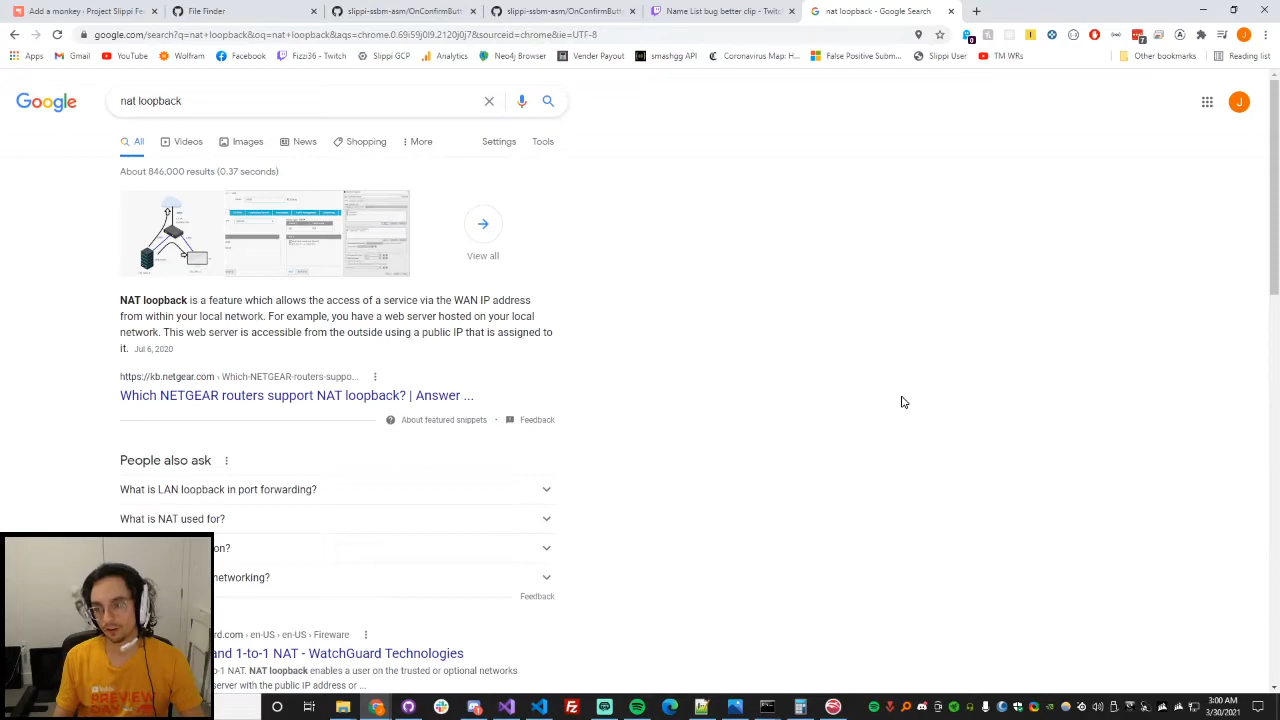 Add a monkey · Project Slippi Fee
File Finder
slippi-ssbm-asm/OnConfirmButto
slippi-ssbm-asm/OnConfirmButto
Name List bug better clip - Twitch
nat loopback - Google Search
google.com/search?q=nat+loopback&oq=nat+loopback&aqs=chrome.0.69i59j0l9.2120j0j7&sourceid=chrome&ie=UTF-8
Apps
Gmail
YouTube
Wolfram
Facebook
Fizzi36 - Twitch
Slippi GCP
Analytics
Neo4j Browser
Vender Payout
smashgg API
Coronavirus Map: H...
False Positive Subm...
Slippi User
TM WRs
Other bookmarks
Reading list
Google
nat loopback
J
All
Videos
Images
News
Shopping
More
Settings
Tools
About 846,000 results (0.37 seconds)
View all
NAT loopback is a feature which allows the access of a service via the WAN IP address
from within your local network. For example, you have a web server hosted on your local
network. This web server is accessible from the outside using a public IP that is assigned to
it. Jul 6, 2020
https://kb.netgear.com › Which-NETGEAR-routers-suppo...
Which NETGEAR routers support NAT loopback? | Answer ...
About featured snippets
•
Feedback
People also ask
What is LAN loopback in port forwarding?
What is NAT used for?
on?
networking?
Feedback
rd.com › en-US › en-US › Fireware
and 1-to-1 NAT - WatchGuard Technologies
o-1 NAT. NAT loopback enables a user on the trusted or optional networks
server with the public IP address or ...
PREVIEW
DAY
3:00 AM
3/30/2021